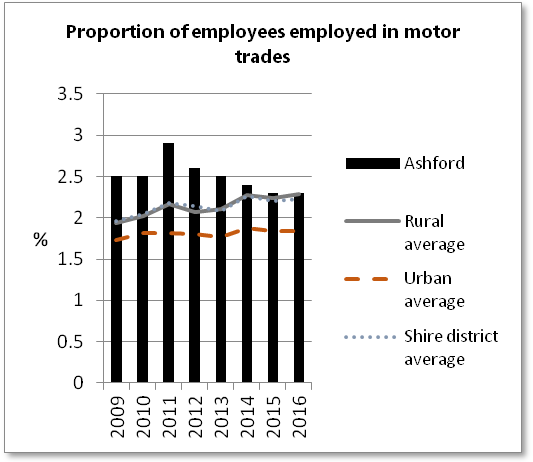 Proportion of employees employed in motor
trades
3.5
3
2.5
2
1.5
1
0.5
0
%
2009
2010
2011
2012
2013
2014
2015
2016
Ashford
Rural
average
Urban
average
Shire district
average